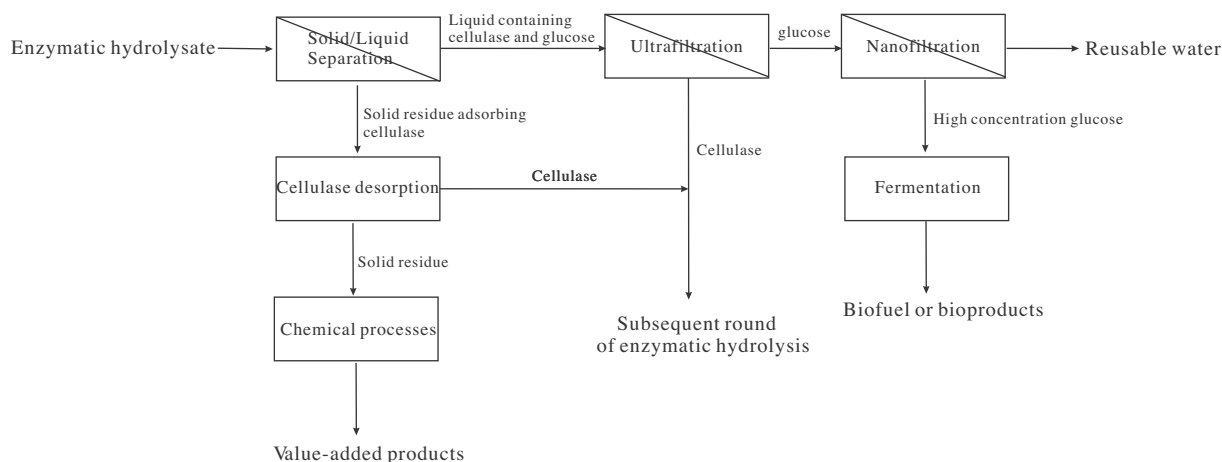 Enzymatic hydrolysate
Solid/Liquid
Separation
Liquid containing
cellulase and glucose
Ultrafiltration
glucose
Nanofiltration
Reusable water
Solid residue adsorbing
cellulase
Cellulase
High concentration glucose
Cellulase desorption
Cellulase
Fermentation
Solid residue
Chemical processes
Subsequent round
of enzymatic hydrolysis
Biofuel or bioproducts
Value-added products